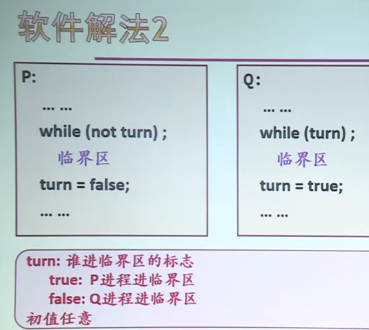 软件解法2
P:
... ...
while (not turn) ;
临界区
turn = false;
... ...
Q:
... ...
while (turn) ;
临界区
turn = true;
... ...
turn: 谁进临界区的标志
true: P进程进临界区
false: Q进程进临界区
初值任意